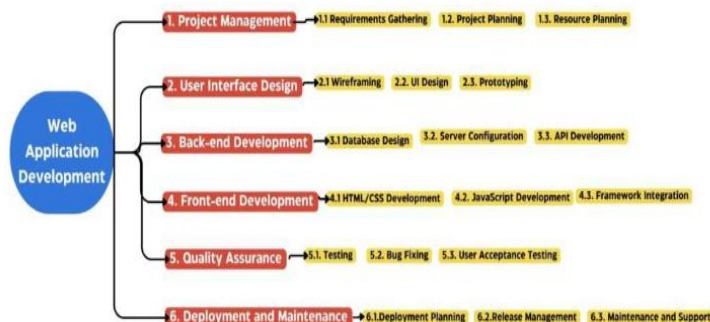 Web
Application
Development
1. Project Management
1.1 Requirements Gathering
1.2. Project Planning
1.3. Resource Planning
2. User Interface Design
2.1 Wireframing
2.2. UI Design
2.3. Prototyping
3. Back-end Development
3.1 Database Design
3.2. Server Configuration
3.3. API Development
4. Front-end Development
4.1 HTML/CSS Development
4.2. JavaScript Development
4.3. Framework Integration
5. Quality Assurance
5.1. Testing
5.2. Bug Fixing
5.3. User Acceptance Testing
6. Deployment and Maintenance
6.1.Deployment Planning
6.2.Release Management
6.3. Maintenance and Support